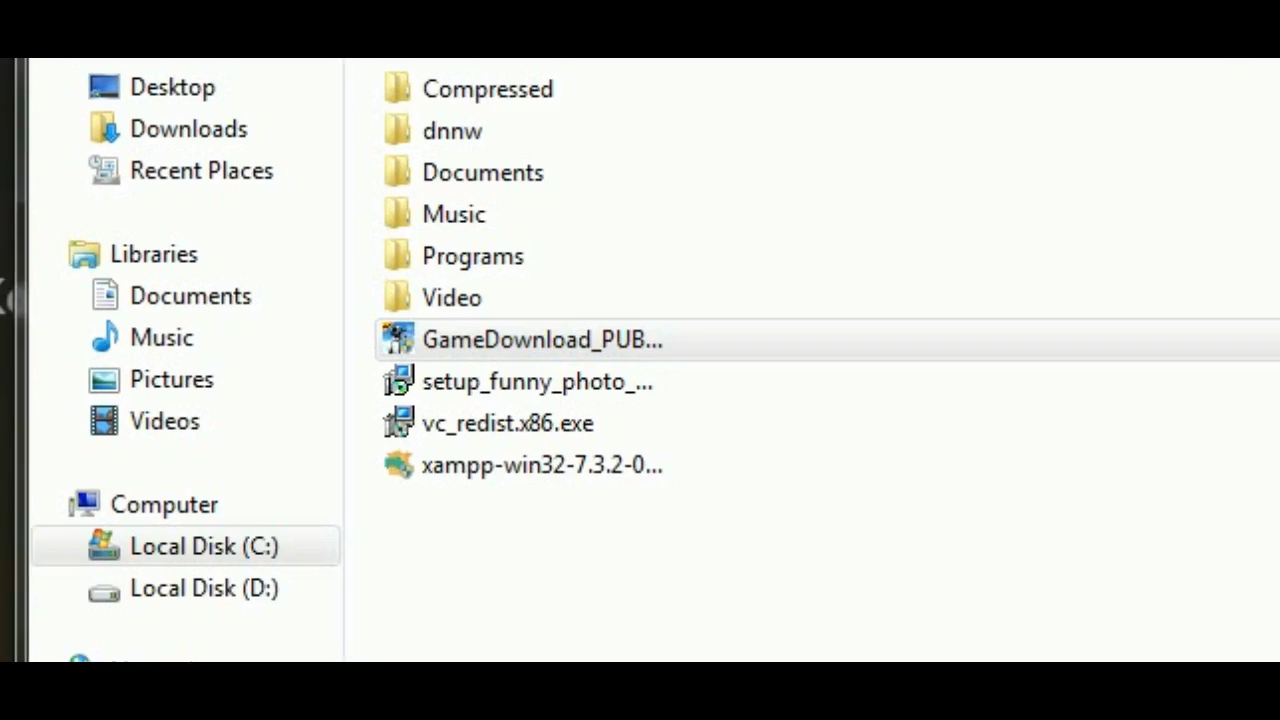 Desktop
Downloads
Recent Places
Libraries
Documents
Music
Pictures
Videos
Computer
Local Disk (C:)
Local Disk (D:)
Compressed
dnnw
Documents
Music
Programs
Video
GameDownload_PUB...
setup_funny_photo_...
vc_redist.x86.exe
xampp-win32-7.3.2-0...